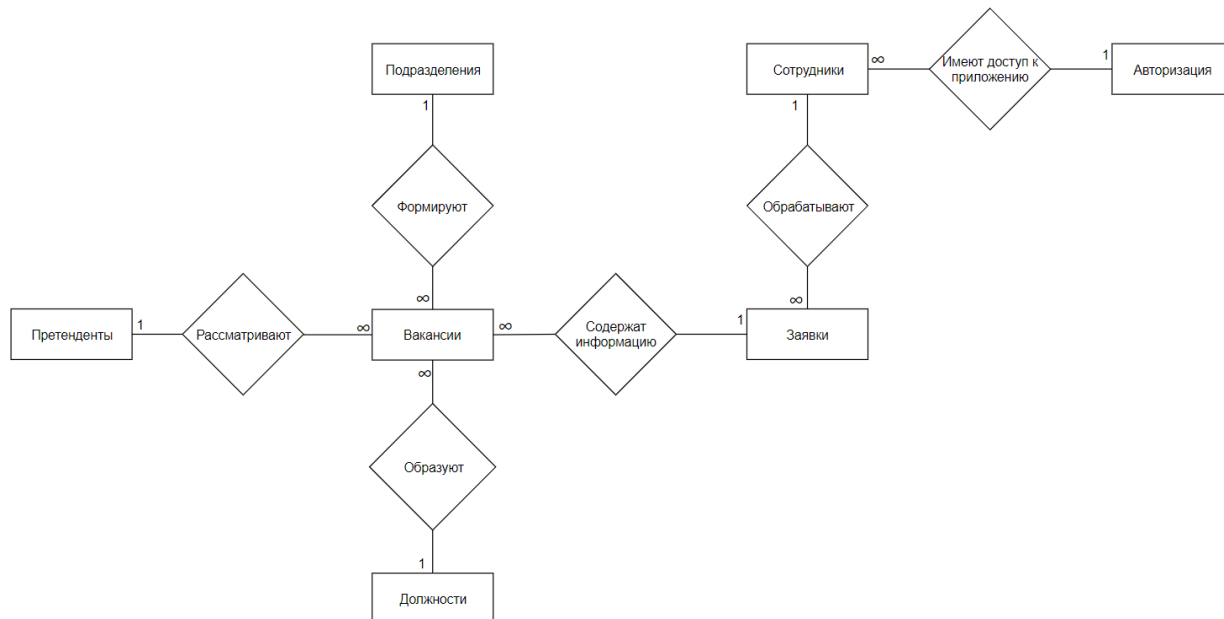 Подразделения
Сотрудники
∞
Имеют доступ к
приложению
1
Авторизация
1
1
Формируют
Обрабатывают
∞
∞
Претенденты
1
Рассматривают
∞
Вакансии
∞
Содержат
информацию
1
Заявки
∞
Образуют
1
Должности